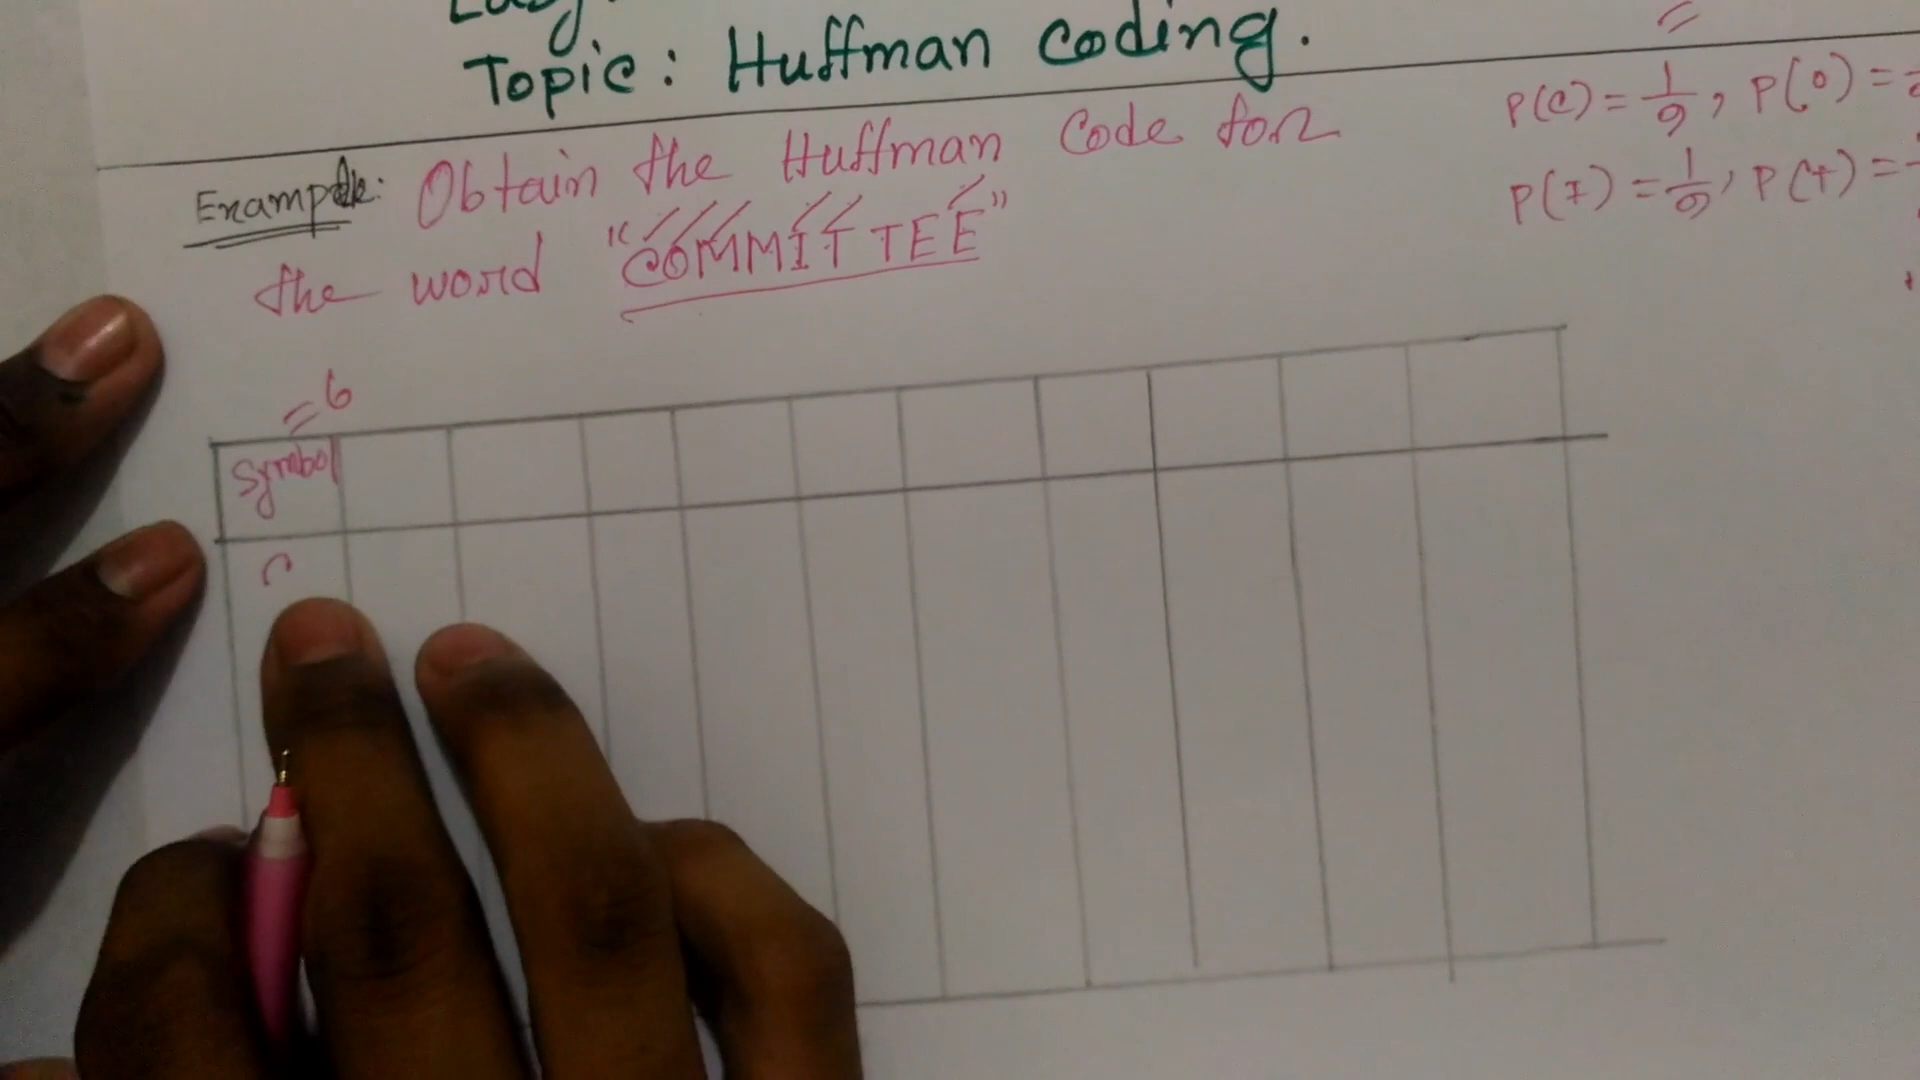 Topic: Huffman coding.
Example: Obtain the Huffman Code for
the word "COMMITTEE"
P(C) = 1/9, P(O) =
P(I) = 1/9, P(T) =
= 6
Symbol
C